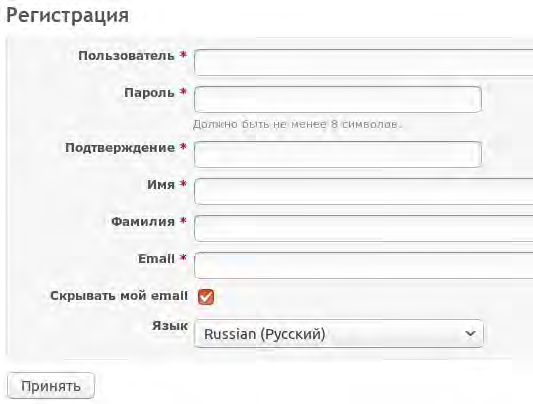 Регистрация
Пользователь *
Пароль *
Должно быть не менее 8 символов.
Подтверждение *
Имя *
Фамилия *
Email *
Скрывать мой email
Язык
Russian (Русский)
Принять